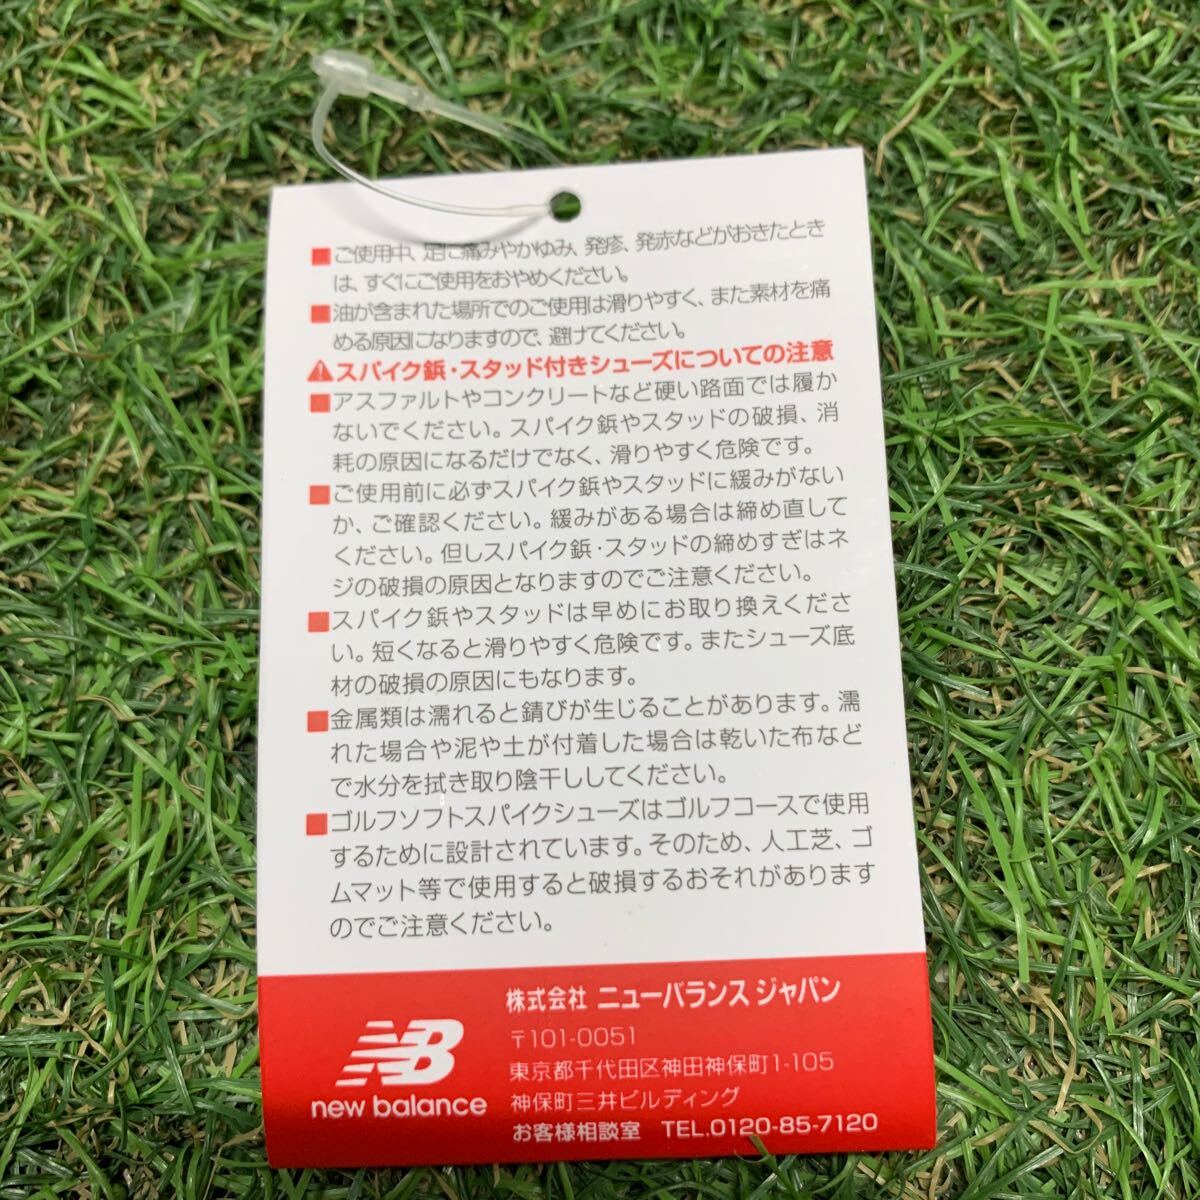 ■ご使用中、足に痛みやかゆみ、発疹、発赤などがおきたとき
は、すぐにご使用をおやめください。
■油が含まれた場所でのご使用は滑りやすく、また素材を痛
める原因になりますので、避けてください。
⚠スパイク鋲・スタッド付きシューズについての注意
■アスファルトやコンクリートなど硬い路面では履か
ないでください。スパイク鋲やスタッドの破損、消
耗の原因になるだけでなく、滑りやすく危険です。
■ご使用前に必ずスパイク鋲やスタッドに緩みがない
か、ご確認ください。緩みがある場合は締め直して
ください。但しスパイク鋲・スタッドの締めすぎはネ
ジの破損の原因となりますのでご注意ください。
■スパイク鋲やスタッドは早めにお取り換えくださ
い。短くなると滑りやすく危険です。またシューズ底
材の破損の原因にもなります。
■金属類は濡れると錆びが生じることがあります。濡
れた場合や泥や土が付着した場合は乾いた布など
で水分を拭き取り陰干ししてください。
■ゴルフソフトスパイクシューズはゴルフコースで使用
するために設計されています。そのため、人工芝、ゴ
ムマット等で使用すると破損するおそれがあります
のでご注意ください。
株式会社 ニューバランス ジャパン
〒101-0051
東京都千代田区神田神保町1-105
神保町三井ビルディング
お客様相談室 TEL.0120-85-7120
NB
new balance